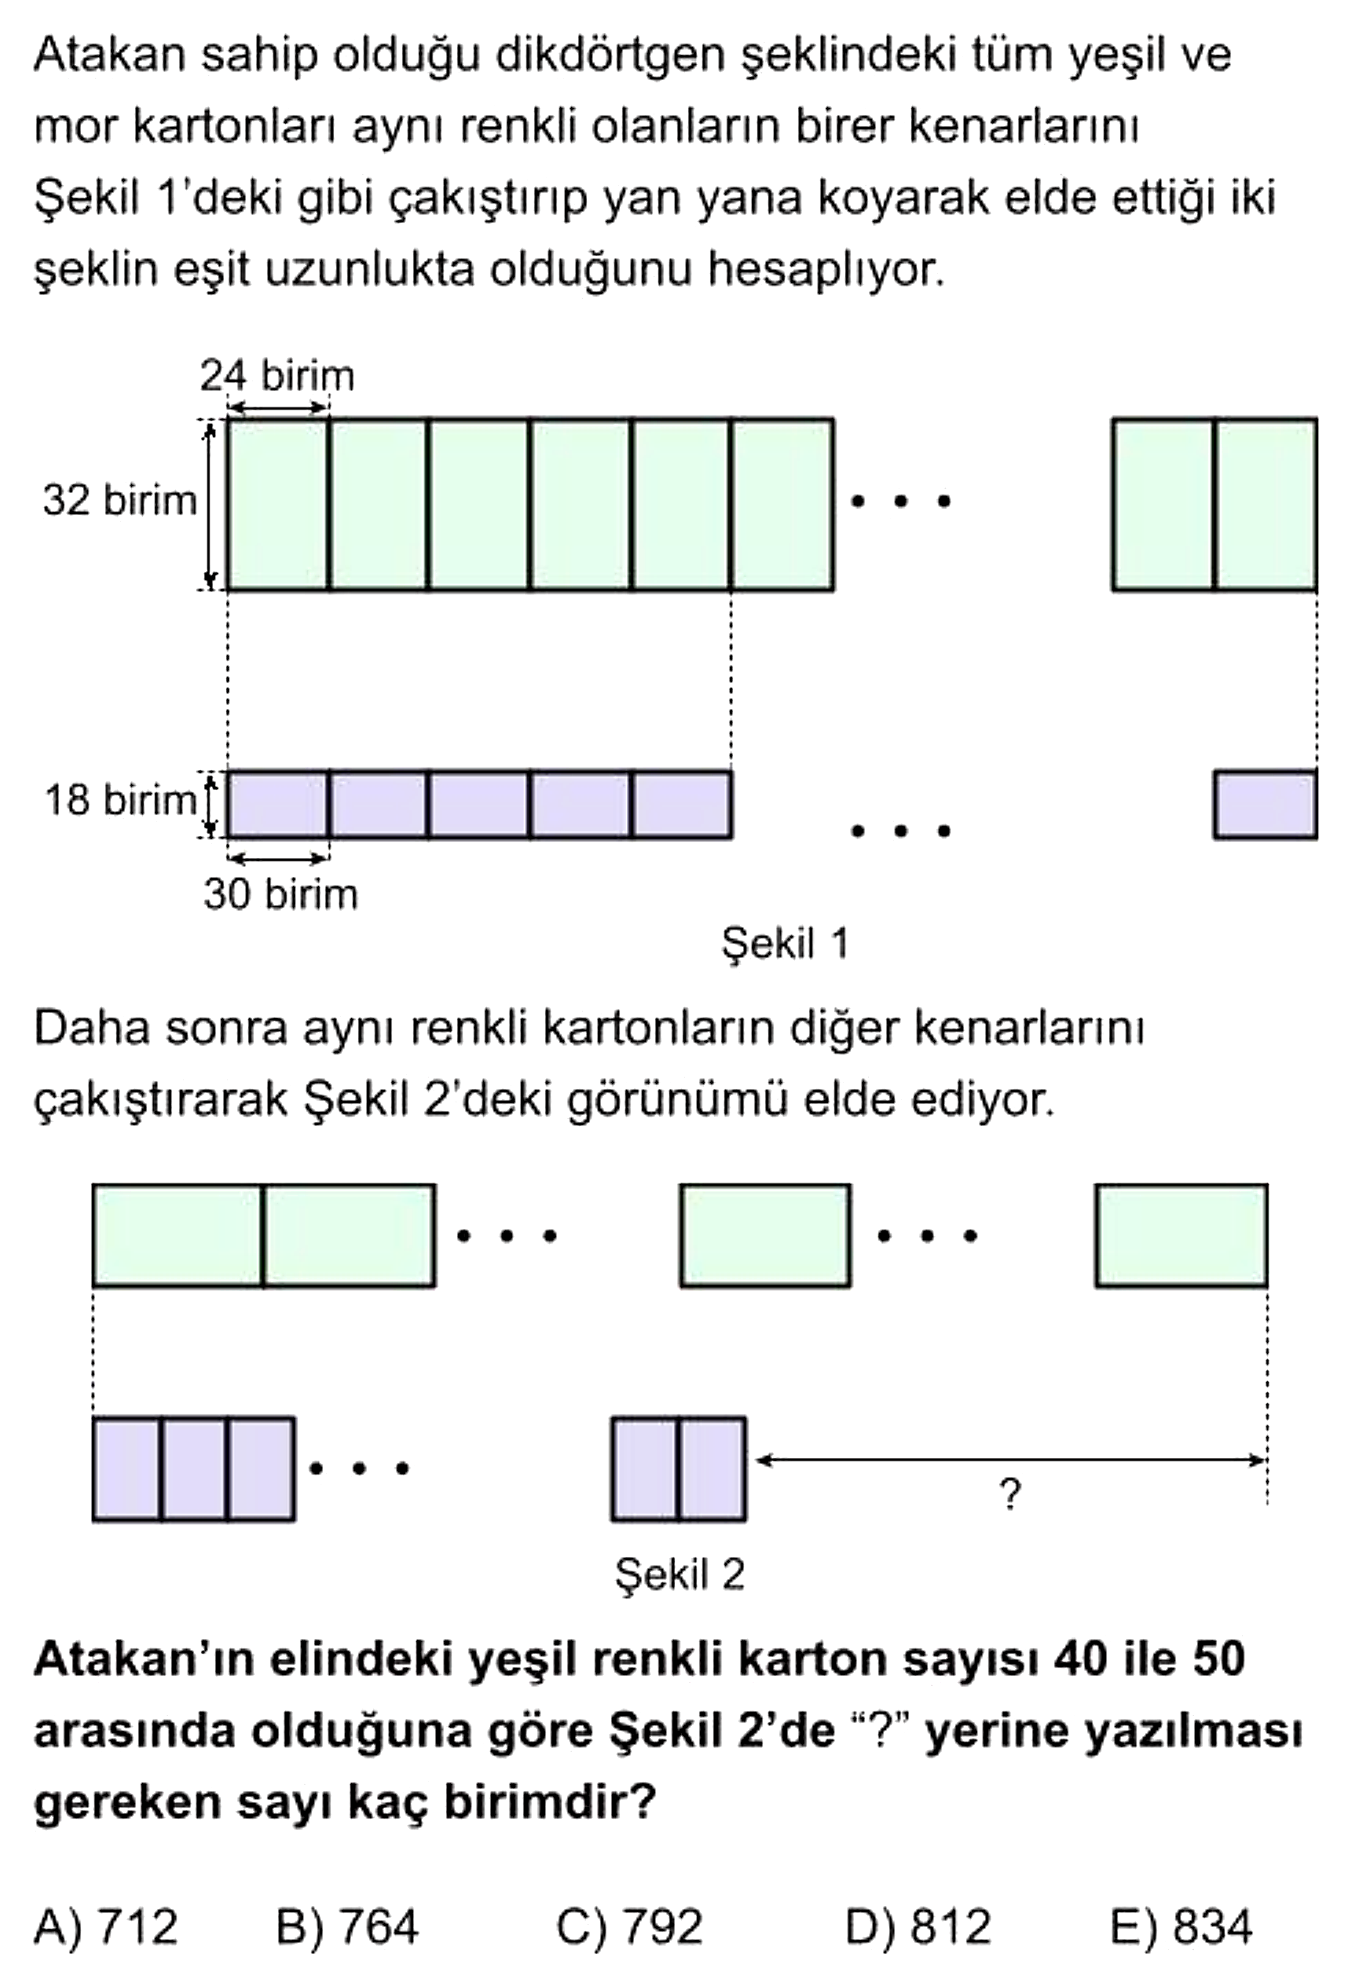 Atakan sahip olduğu dikdörtgen şeklindeki tüm yeşil ve
mor kartonları aynı renkli olanların birer kenarlarını
Şekil 1'deki gibi çakıştırıp yan yana koyarak elde ettiği iki
şeklin eşit uzunlukta olduğunu hesaplıyor.
24 birim
32 birim
18 birim
30 birim
Şekil 1
Daha sonra aynı renkli kartonların diğer kenarlarını
çakıştırarak Şekil 2'deki görünümü elde ediyor.
?
Şekil 2
Atakan'ın elindeki yeşil renkli karton sayısı 40 ile 50
arasında olduğuna göre Şekil 2'de “?” yerine yazılması
gereken sayı kaç birimdir?
A) 712 B) 764 C) 792 D) 812 E) 834